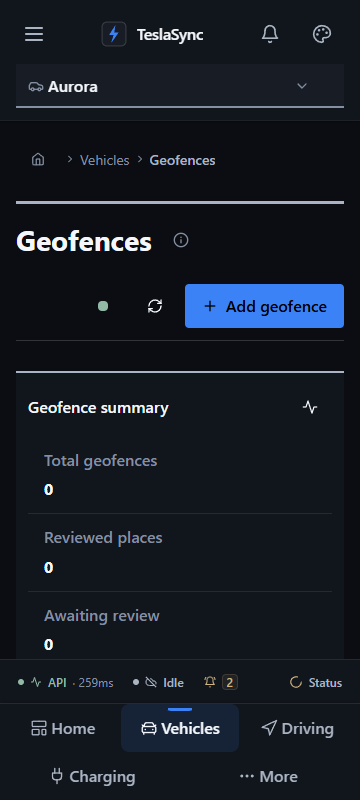 TeslaSync
Aurora
Vehicles
Geofences
Geofences
Add geofence
Geofence summary
Total geofences
0
Reviewed places
0
Awaiting review
0
API · 259ms
Idle
2
Status
Home
Vehicles
Driving
Charging
More